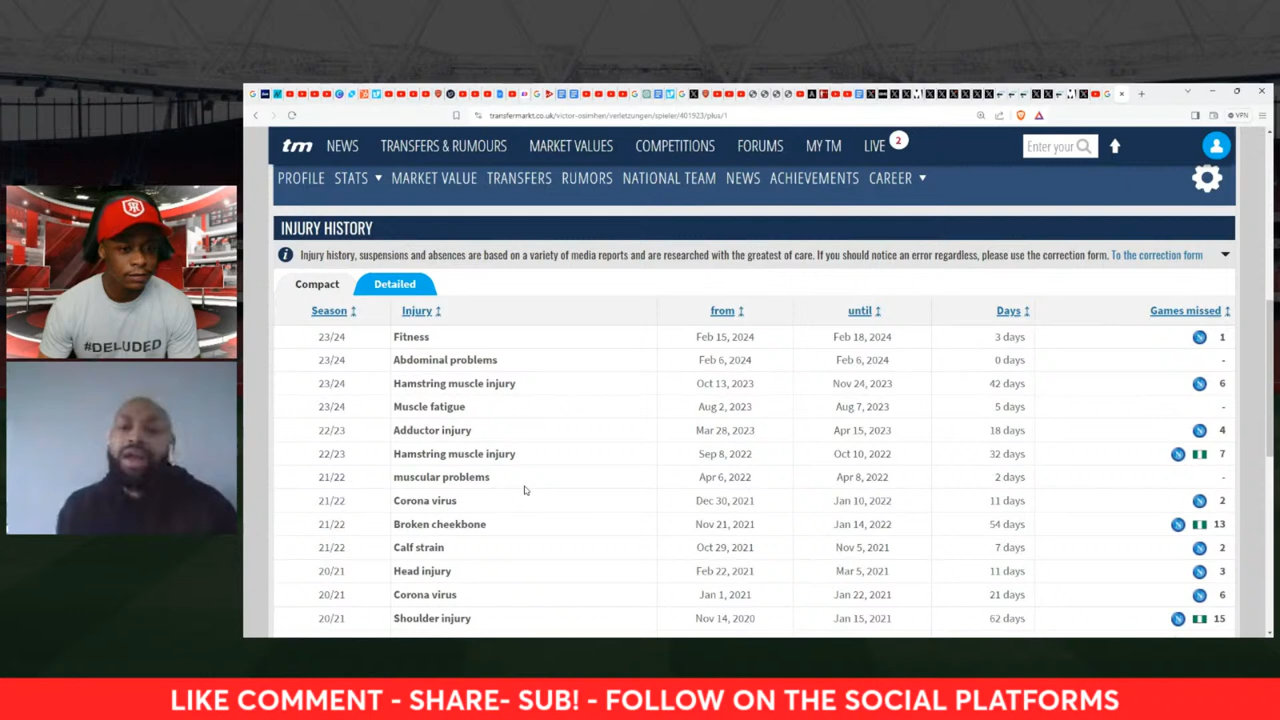 transfermarkt.co.uk/victor-osimhen/verletzungen/spieler/401923/plus/1
VPN
tm NEWS TRANSFERS & RUMOURS MARKET VALUES COMPETITIONS FORUMS MY TM LIVE 2 Enter your
PROFILE STATS MARKET VALUE TRANSFERS RUMORS NATIONAL TEAM NEWS ACHIEVEMENTS CAREER
INJURY HISTORY
Injury history, suspensions and absences are based on a variety of media reports and are researched with the greatest of care. If you should notice an error regardless, please use the correction form. To the correction form
Compact Detailed
Season Injury from until Days Games missed
23/24 Fitness Feb 15, 2024 Feb 18, 2024 3 days 1
23/24 Abdominal problems Feb 6, 2024 Feb 6, 2024 0 days -
23/24 Hamstring muscle injury Oct 13, 2023 Nov 24, 2023 42 days 6
23/24 Muscle fatigue Aug 2, 2023 Aug 7, 2023 5 days -
22/23 Adductor injury Mar 28, 2023 Apr 15, 2023 18 days 4
22/23 Hamstring muscle injury Sep 8, 2022 Oct 10, 2022 32 days 7
21/22 muscular problems Apr 6, 2022 Apr 8, 2022 2 days -
21/22 Corona virus Dec 30, 2021 Jan 10, 2022 11 days 2
21/22 Broken cheekbone Nov 21, 2021 Jan 14, 2022 54 days 13
21/22 Calf strain Oct 29, 2021 Nov 5, 2021 7 days 2
20/21 Head injury Feb 22, 2021 Mar 5, 2021 11 days 3
20/21 Corona virus Jan 1, 2021 Jan 22, 2021 21 days 6
20/21 Shoulder injury Nov 14, 2020 Jan 15, 2021 62 days 15
#DELUDED
LIKE COMMENT - SHARE- SUB! - FOLLOW ON THE SOCIAL PLATFORMS